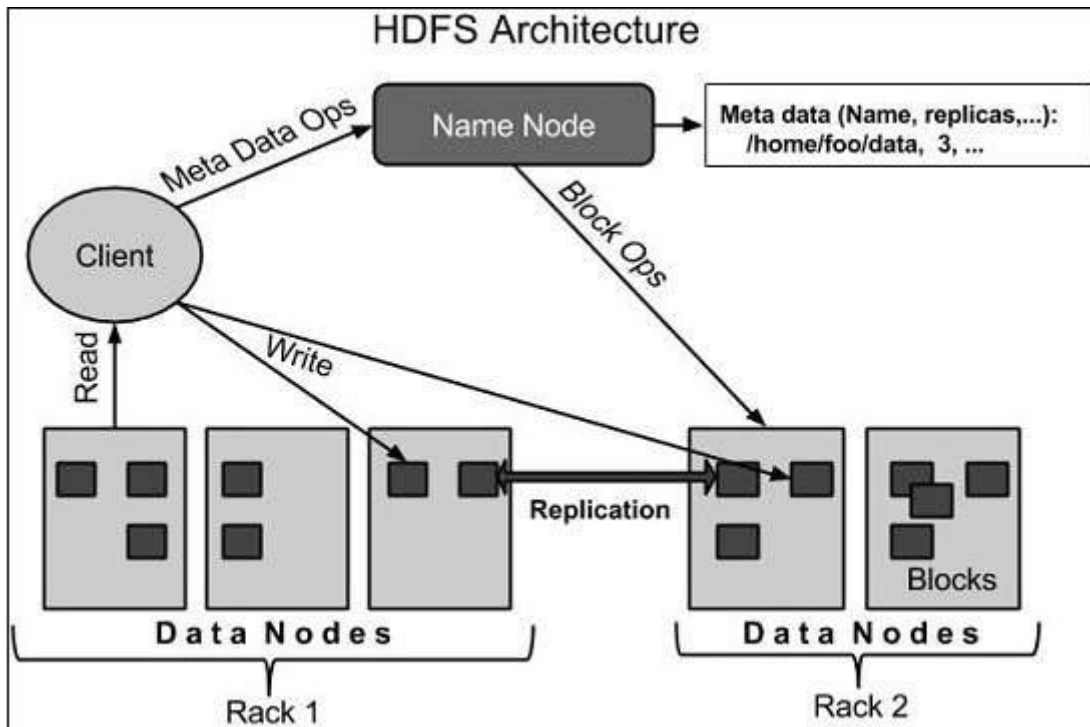 HDFS Architecture
Meta Data Ops
Name Node
Meta data (Name, replicas,...):
/home/foo/data, 3, ...
Block Ops
Client
Read
Write
Replication
Blocks
Data Nodes
Data Nodes
Rack 1
Rack 2